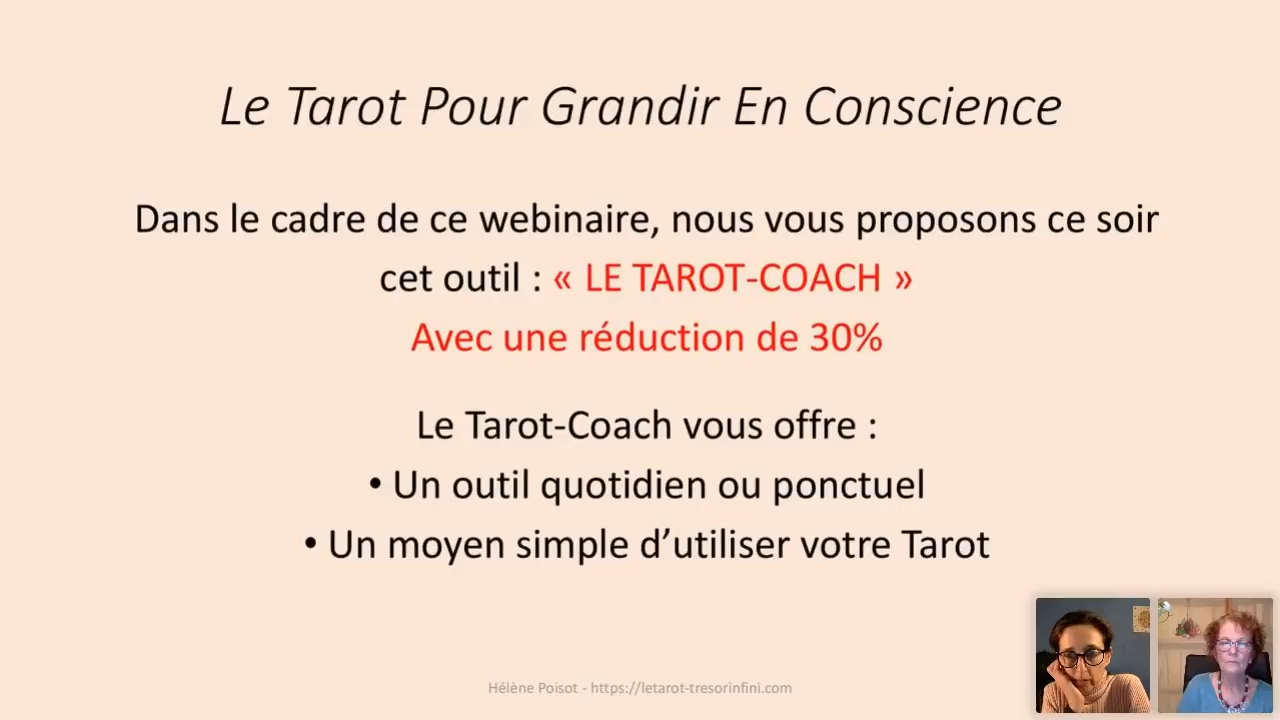 Le Tarot Pour Grandir En Conscience
Dans le cadre de ce webinaire, nous vous proposons ce soir
cet outil : « LE TAROT-COACH »
Avec une réduction de 30%
Le Tarot-Coach vous offre :
• Un outil quotidien ou ponctuel
• Un moyen simple d’utiliser votre Tarot
Hélène Poisot - https://letarot-tresorinfini.com